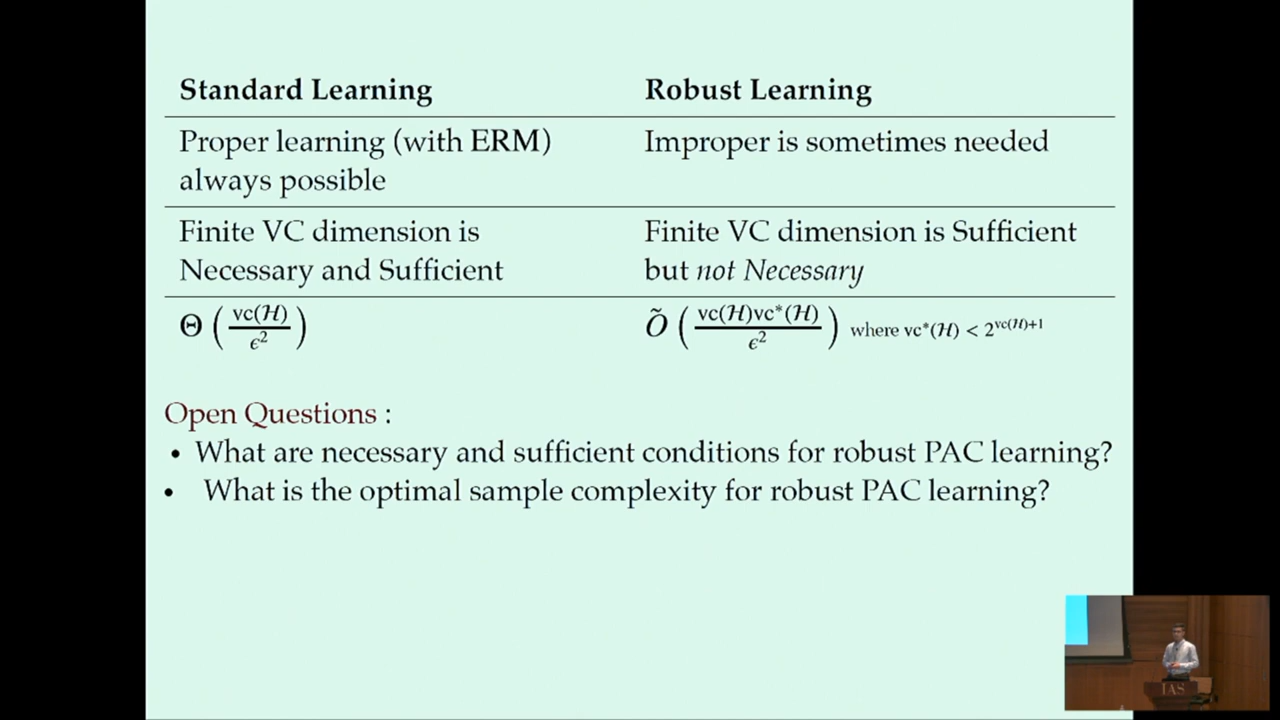 Standard Learning Robust Learning
Proper learning (with ERM) Improper is sometimes needed
always possible
Finite VC dimension is Finite VC dimension is Sufficient
Necessary and Sufficient but not Necessary
Θ ( vc(ℋ) / ϵ² ) Õ ( vc(ℋ)vc*(ℋ) / ϵ² ) where vc*(ℋ) < 2^{vc(ℋ)+1}
Open Questions :
• What are necessary and sufficient conditions for robust PAC learning?
• What is the optimal sample complexity for robust PAC learning?
IAS